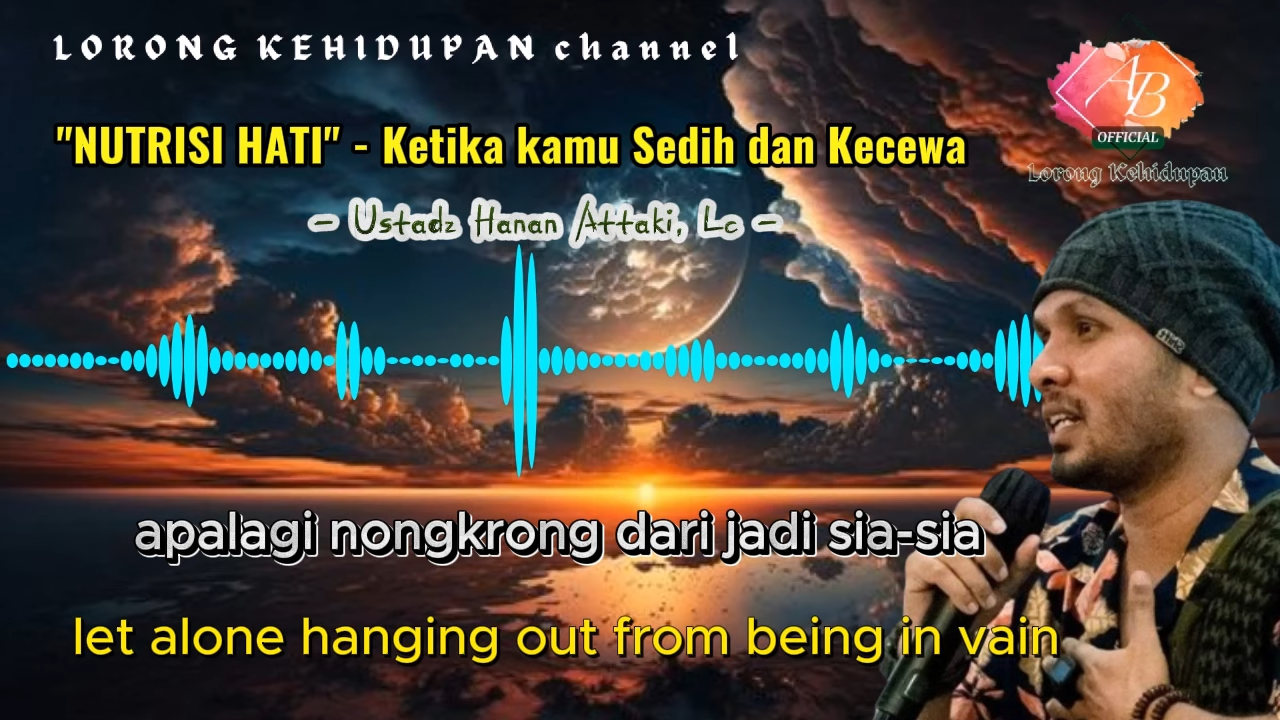 LORONG KEHIDUPAN channel
AB
OFFICIAL
Lorong Kehidupan
"NUTRISI HATI" - Ketika kamu Sedih dan Kecewa
- Ustadz Hanan Attaki, Lc -
apalagi nongkrong dari jadi sia-sia
let alone hanging out from being in vain